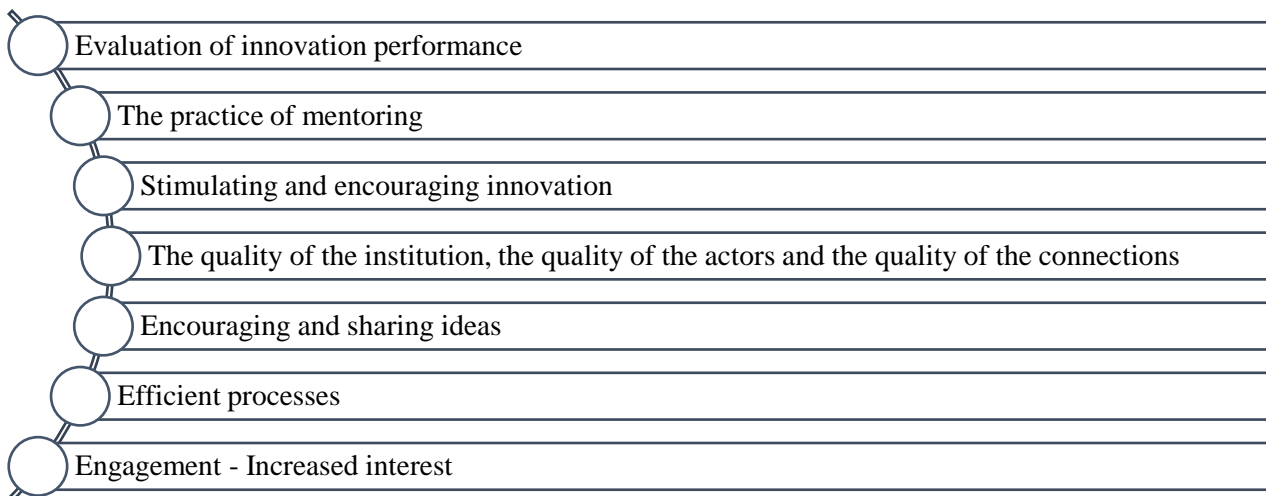 Evaluation of innovation performance
The practice of mentoring
Stimulating and encouraging innovation
The quality of the institution, the quality of the actors and the quality of the connections
Encouraging and sharing ideas
Efficient processes
Engagement - Increased interest